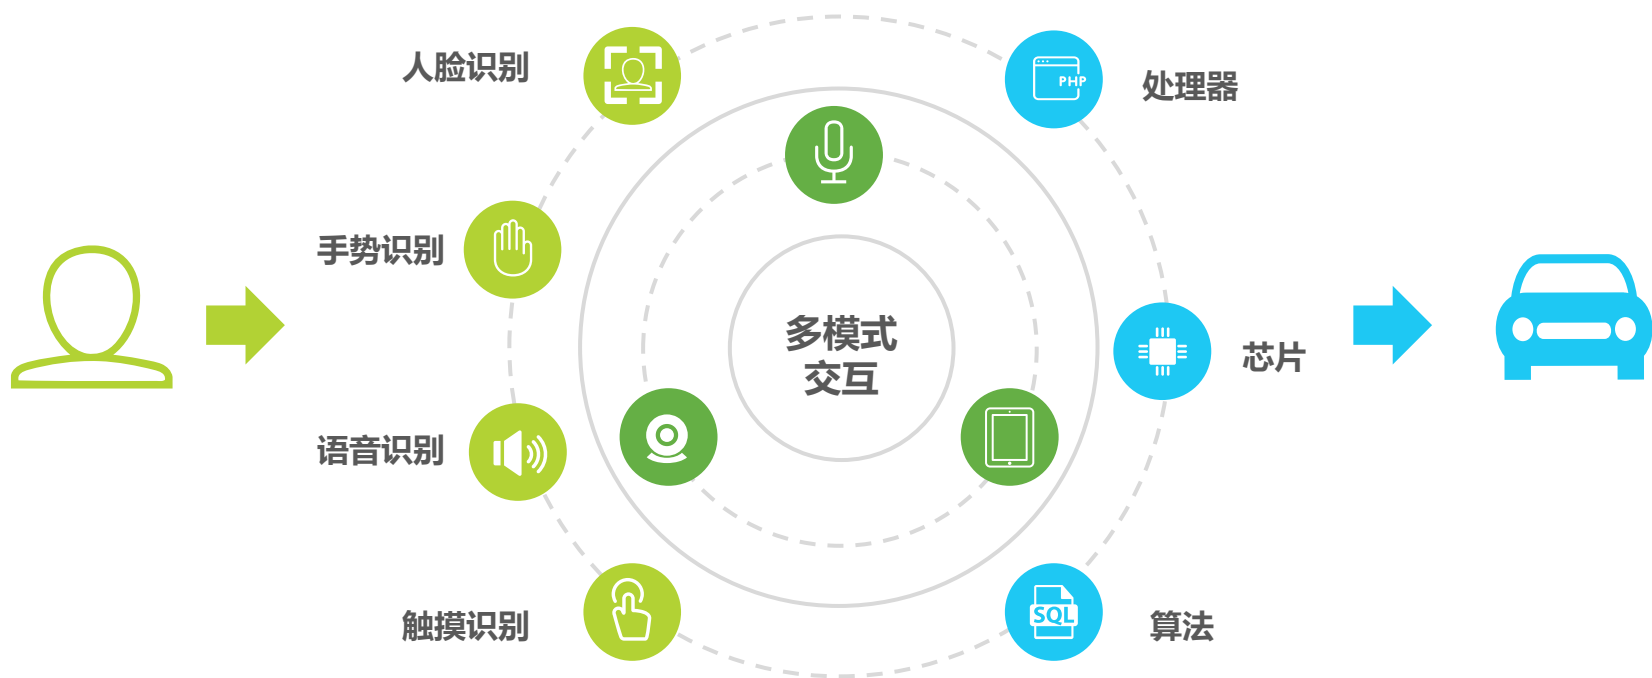 人脸识别
PHP
处理器
手势识别
多模式
交互
芯片
语音识别
触摸识别
SQL
算法